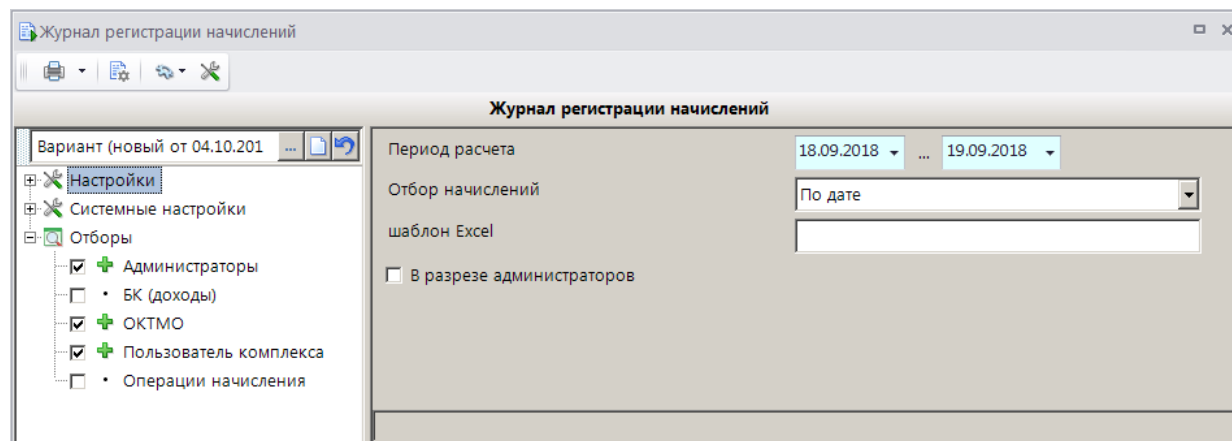 Журнал регистрации начислений
Журнал регистрации начислений
Вариант (новый от 04.10.201 ...
Настройки
Системные настройки
Отборы
Администраторы
БК (доходы)
ОКТМО
Пользователь комплекса
Операции начисления
Период расчета 18.09.2018 ... 19.09.2018
Отбор начислений По дате
шаблон Excel
В разрезе администраторов